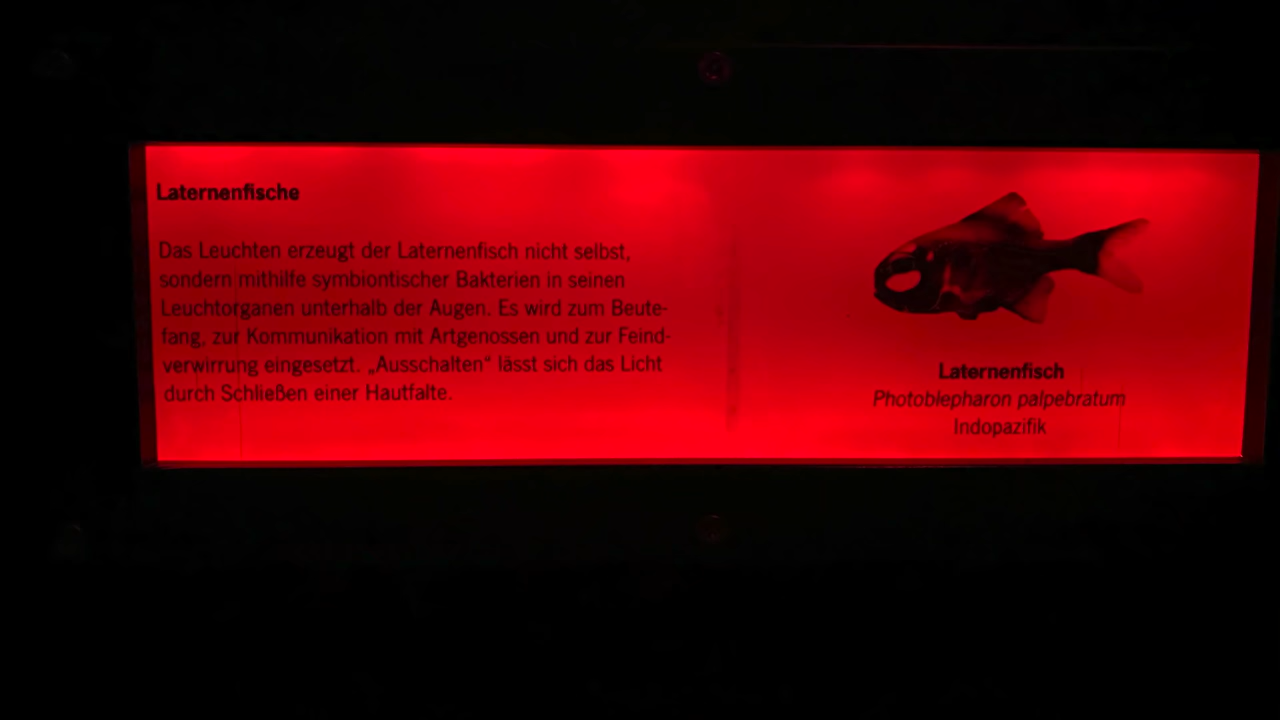 Laternenfische
Das Leuchten erzeugt der Laternenfisch nicht selbst,
sondern mithilfe symbiontischer Bakterien in seinen
Leuchtorganen unterhalb der Augen. Es wird zum Beute-
fang, zur Kommunikation mit Artgenossen und zur Feind-
verwirrung eingesetzt. „Ausschalten“ lässt sich das Licht
durch Schließen einer Hautfalte.
Laternenfisch
Photoblepharon palpebratum
Indopazifik